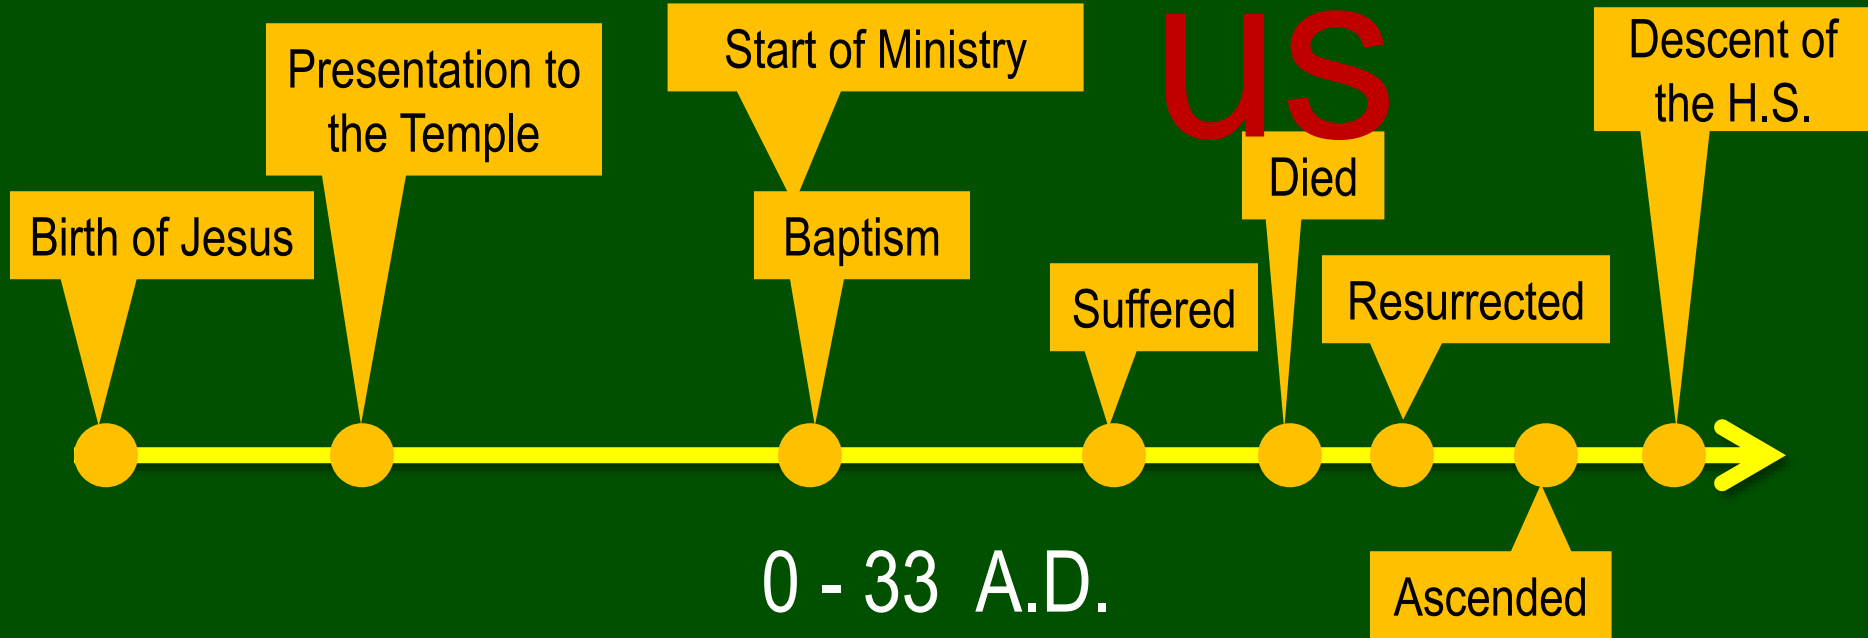 us
Start of Ministry
Descent of
the H.S.
Presentation to
the Temple
Died
Birth of Jesus
Baptism
Suffered
Resurrected
0 - 33 A.D.
Ascended